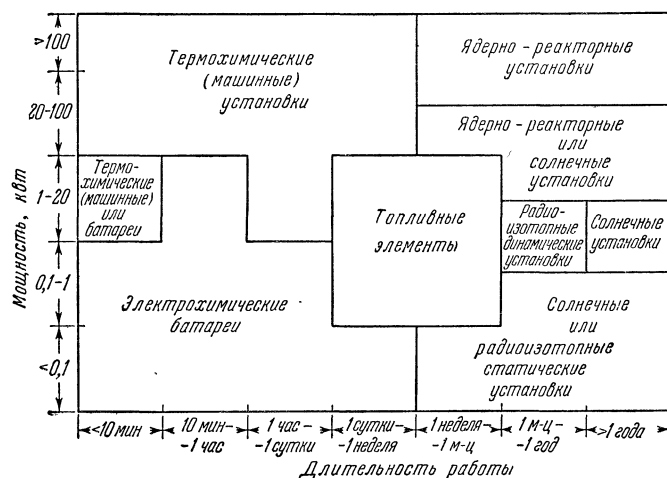 Мощность, квт
>100
20-100
1-20
0,1-1
<0,1
Термохимические
(машинные)
установки
Ядерно-реакторные
установки
Ядерно-реакторные
или
солнечные
установки
Термо-
химические
(машинные)
или
батареи
Топливные
элементы
Радио-
изотопные
динамические
установки
Солнечные
установки
Электрохимические
батареи
Солнечные
или
радиоизотопные
статические
установки
<10 мин
10 мин-
-1 час
1 час-
-1 сутки
1 сутки-
-1 неделя
1 неделя-
-1 м-ц
1 м-ц-
-1 год
>1 года
Длительность работы